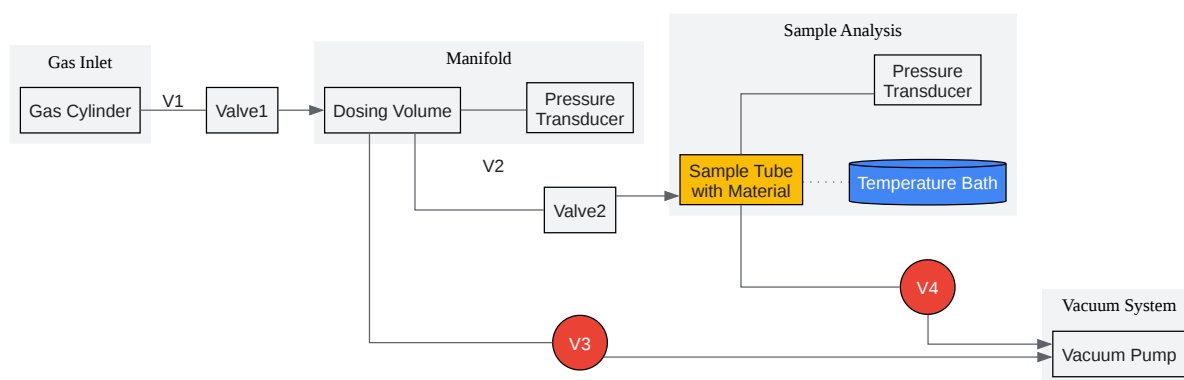 Sample Analysis
Gas Inlet
Manifold
Pressure
Transducer
Gas Cylinder
V1
Valve1
Dosing Volume
Pressure
Transducer
V2
Sample Tube
with Material
Temperature Bath
Valve2
V4
Vacuum System
V3
Vacuum Pump